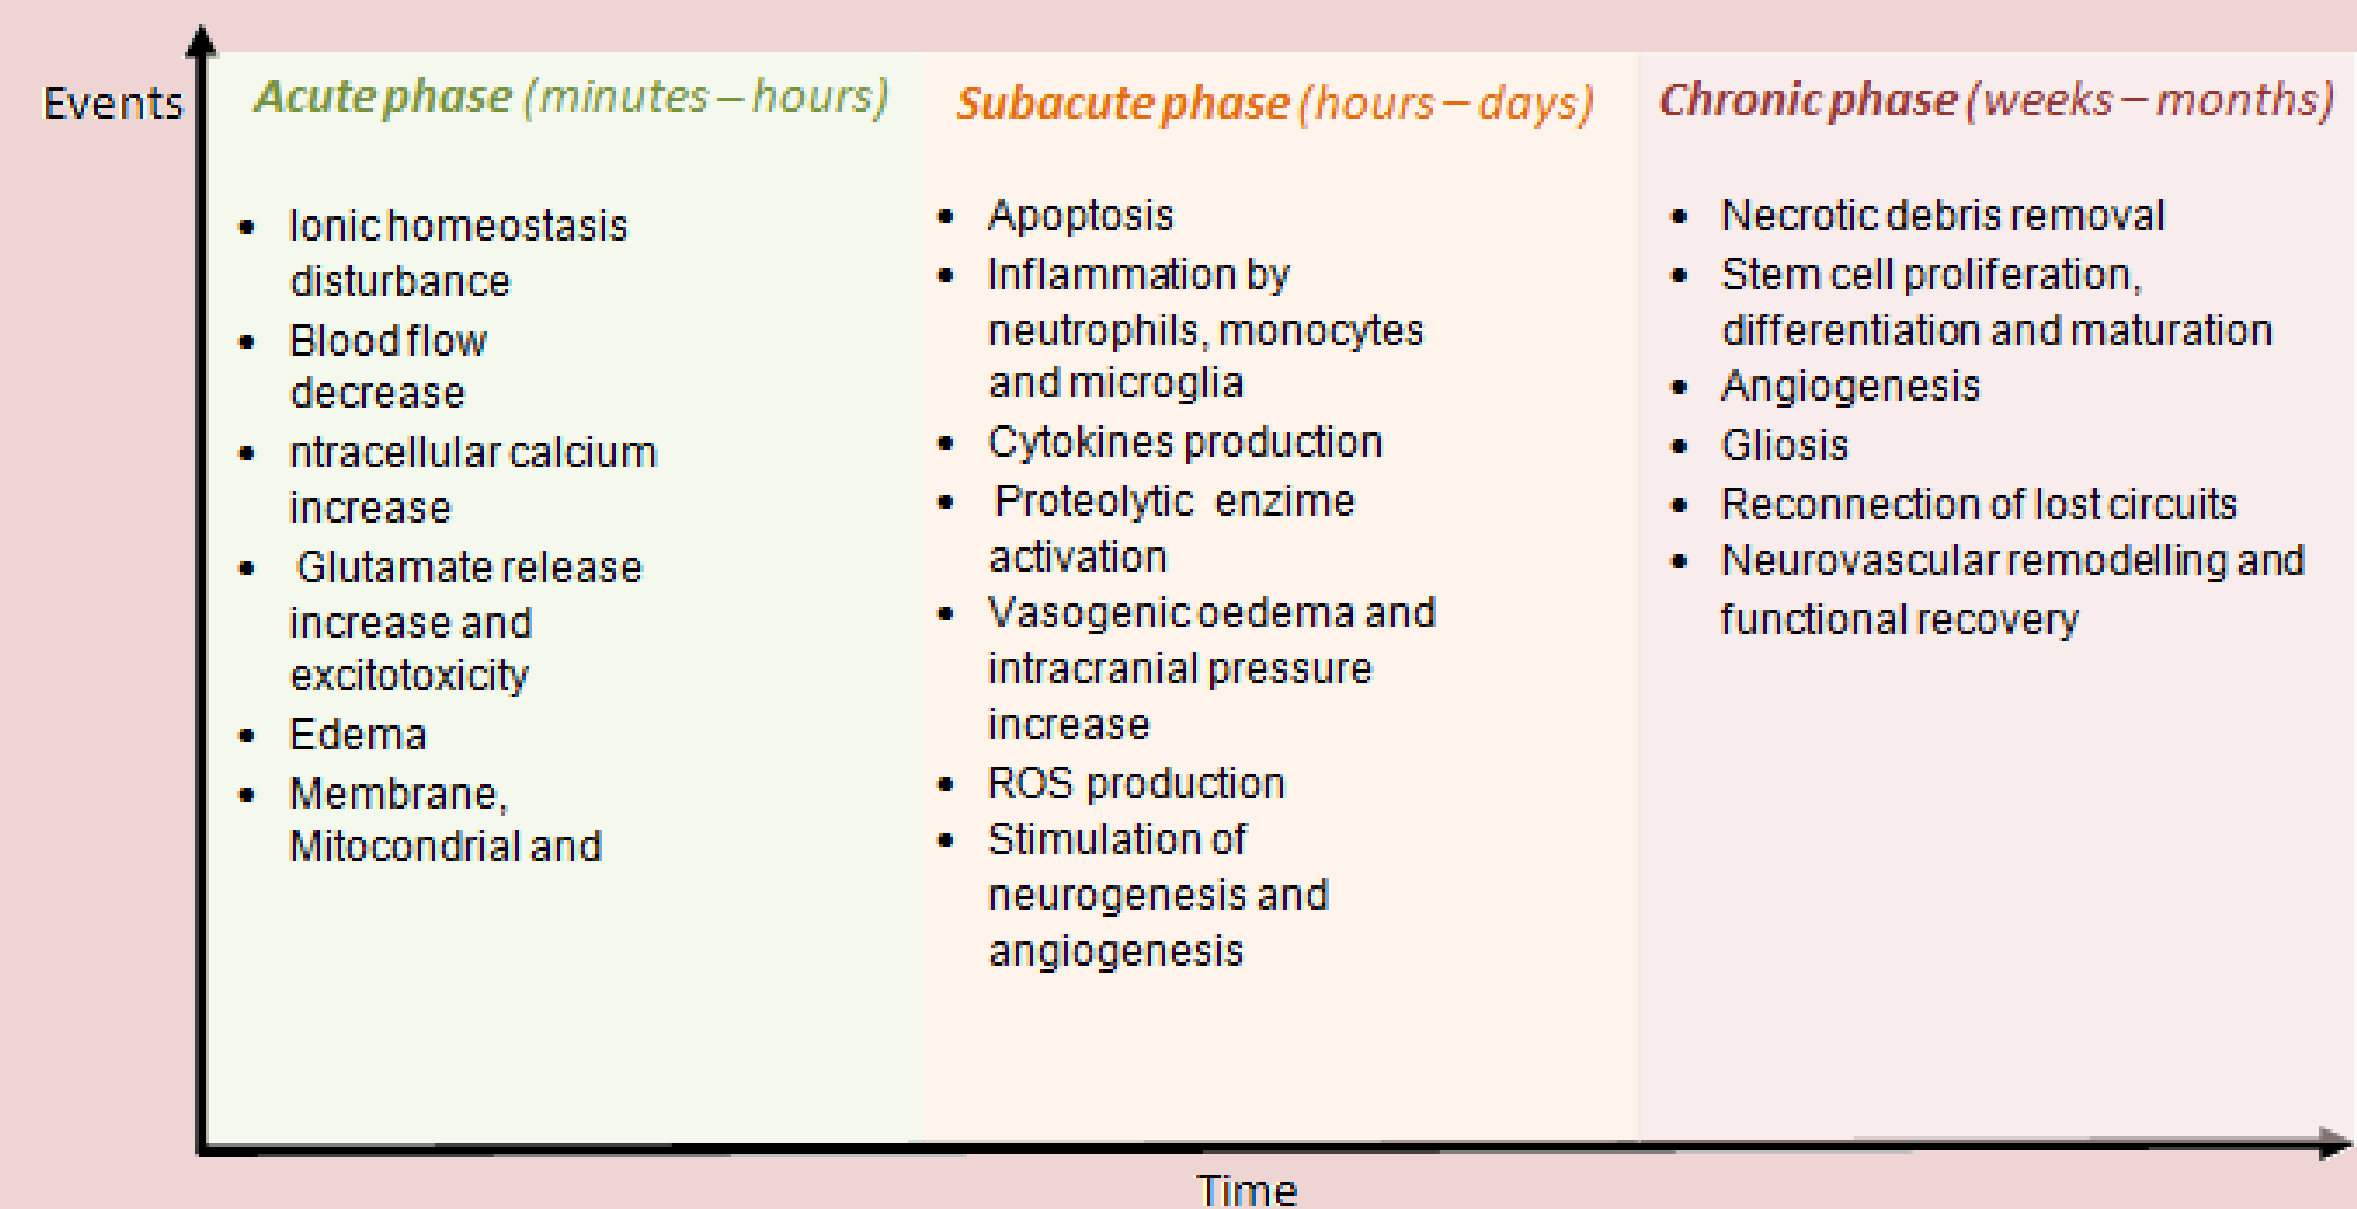 Events
Acute phase (minutes – hours)
• Ionic homeostasis
disturbance
• Blood flow
decrease
• ntracellular calcium
increase
• Glutamate release
increase and
excitotoxicity
• Edema
• Membrane,
Mitocondrial and
Subacute phase (hours – days)
• Apoptosis
• Inflammation by
neutrophils, monocytes
and microglia
• Cytokines production
• Proteolytic enzime
activation
• Vasogenic oedema and
intracranial pressure
increase
• ROS production
• Stimulation of
neurogenesis and
angiogenesis
Chronic phase (weeks – months)
• Necrotic debris removal
• Stem cell proliferation,
differentiation and maturation
• Angiogenesis
• Gliosis
• Reconnection of lost circuits
• Neurovascular remodelling and
functional recovery
Time